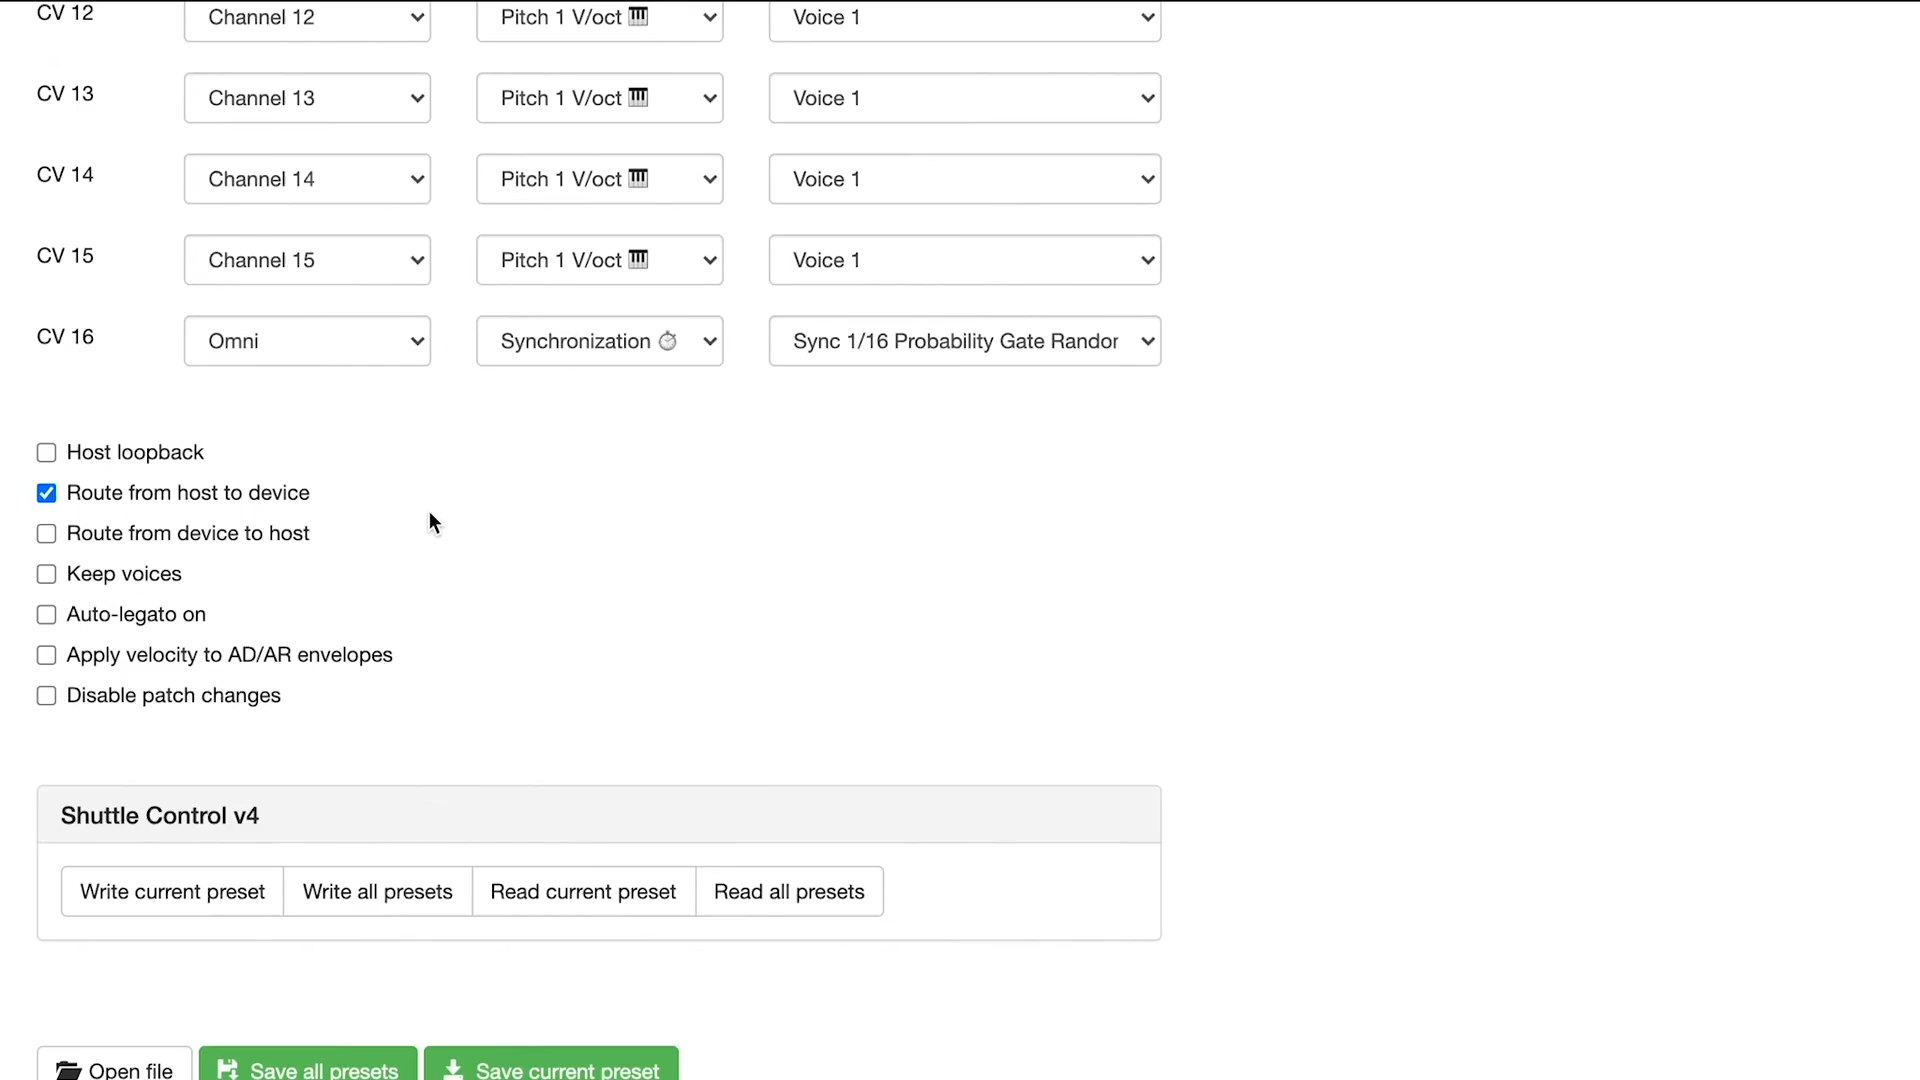 CV 12 Channel 12 Pitch 1 V/oct 🎹 Voice 1
CV 13 Channel 13 Pitch 1 V/oct 🎹 Voice 1
CV 14 Channel 14 Pitch 1 V/oct 🎹 Voice 1
CV 15 Channel 15 Pitch 1 V/oct 🎹 Voice 1
CV 16 Omni Synchronization ⏱ Sync 1/16 Probability Gate Randor
Host loopback
Route from host to device
Route from device to host
Keep voices
Auto-legato on
Apply velocity to AD/AR envelopes
Disable patch changes
Shuttle Control v4
Write current preset Write all presets Read current preset Read all presets
Open file Save all presets Save current preset